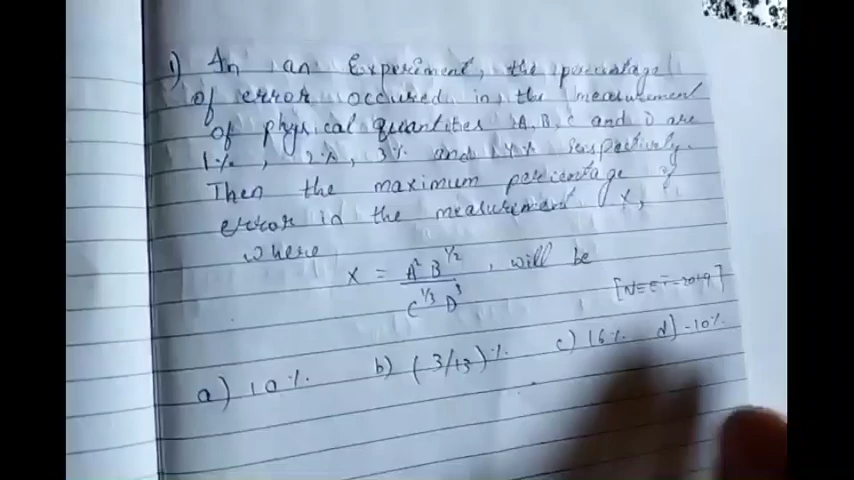 1) An an Experiment, the percentage
of error occured in the measurement
of physical quantities A, B, C and D are
1%, 2%, 3% and 4% respectively.
Then the maximum percentage of
error in the measurement X,
where
X = A² B^1/2 / C^1/3 D³ , will be
[NEET-2019]
a) 10%. b) (3/13)%. c) 16%. d) -10%.